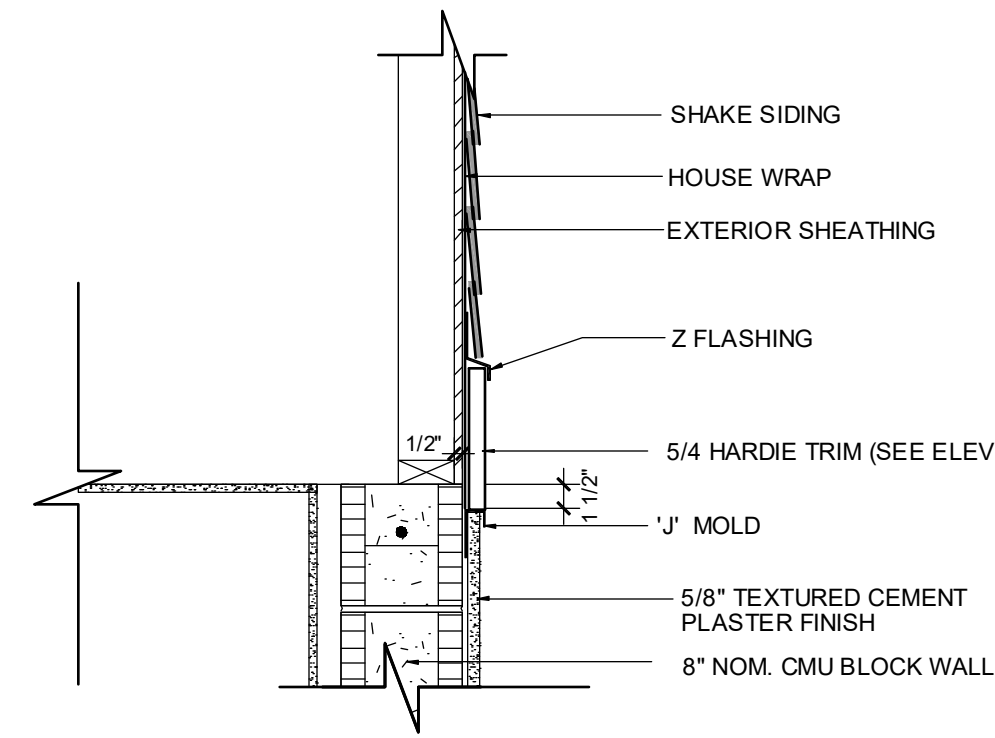 SHAKE SIDING
HOUSE WRAP
EXTERIOR SHEATHING
Z FLASHING
1/2"
5/4 HARDIE TRIM (SEE ELEV
1 1/2"
'J' MOLD
5/8" TEXTURED CEMENT
PLASTER FINISH
8" NOM. CMU BLOCK WALL